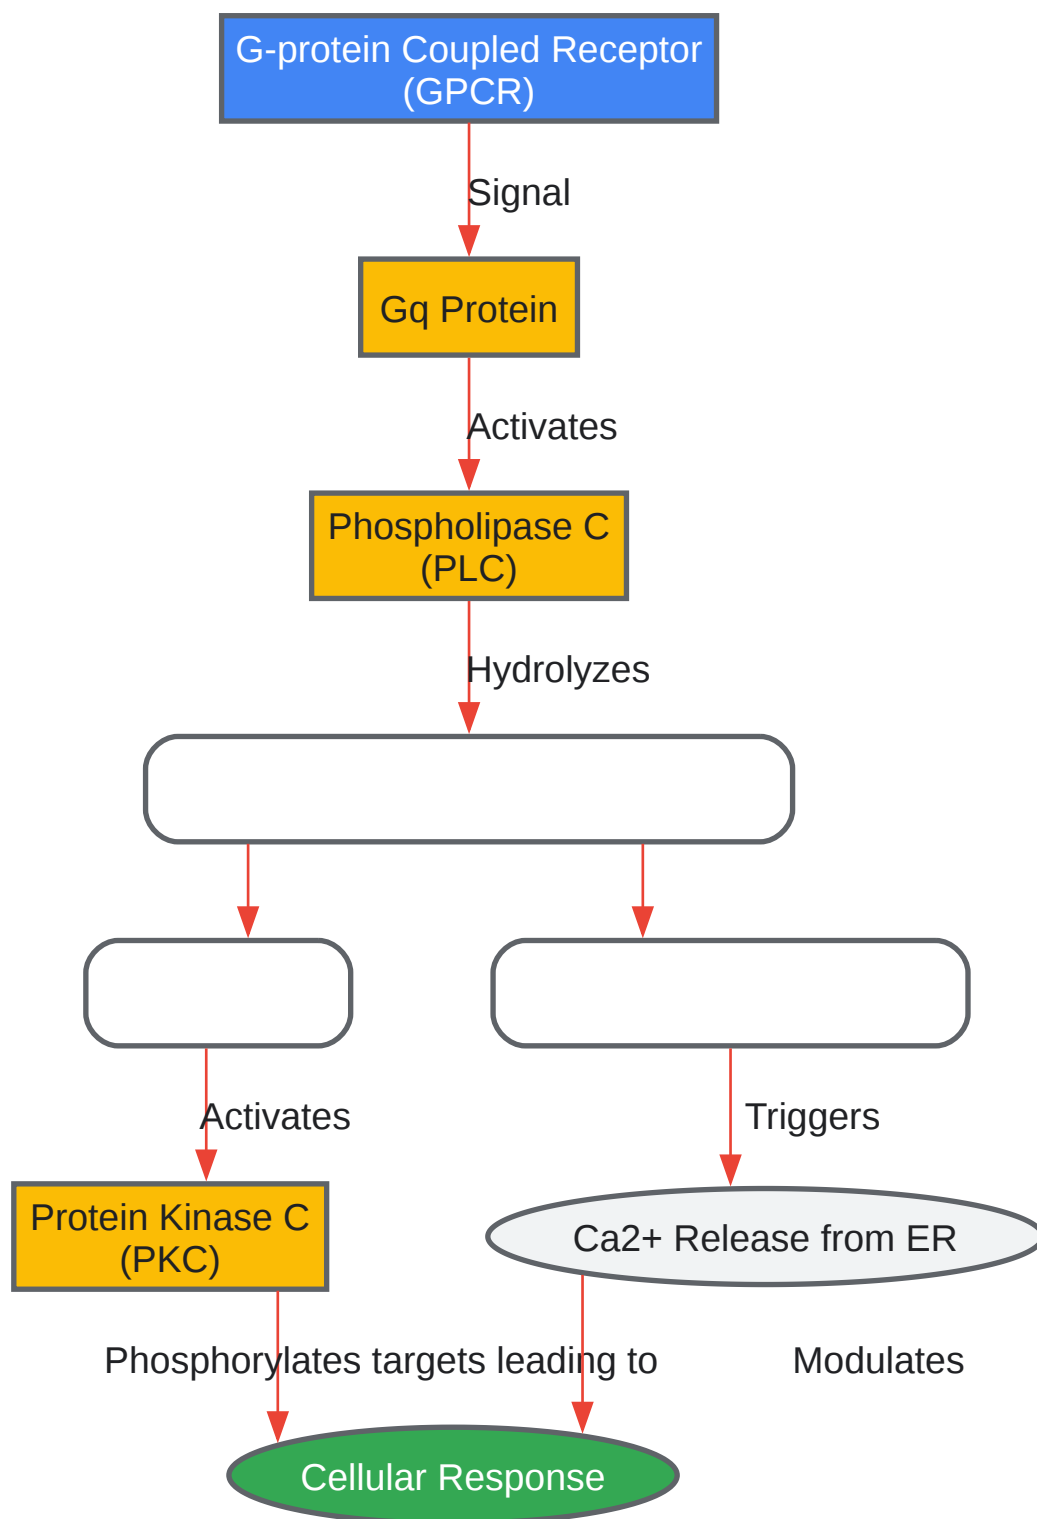 G-protein Coupled Receptor
(GPCR)
Signal
Gq Protein
Activates
Phospholipase C
(PLC)
Hydrolyzes
Activates
Triggers
Protein Kinase C
(PKC)
Ca2+ Release from ER
Phosphorylates targets leading to
Modulates
Cellular Response